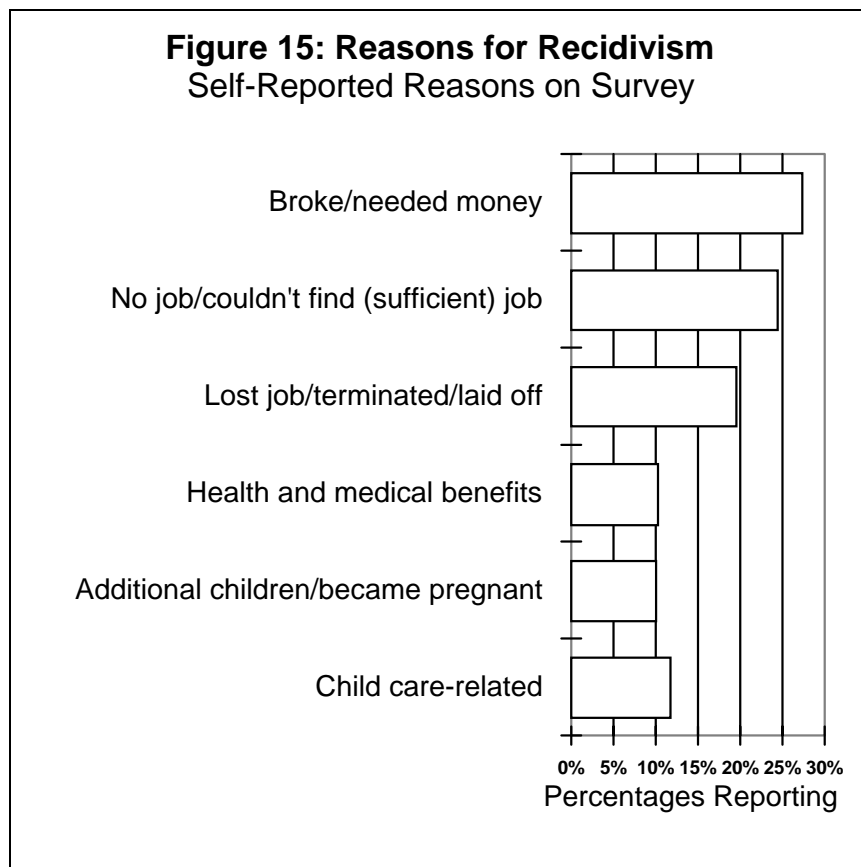 Figure 15: Reasons for Recidivism
Self-Reported Reasons on Survey
Broke/needed money
No job/couldn't find (sufficient) job
Lost job/terminated/laid off
Health and medical benefits
Additional children/became pregnant
Child care-related
0% 5% 10% 15% 20% 25% 30%
Percentages Reporting